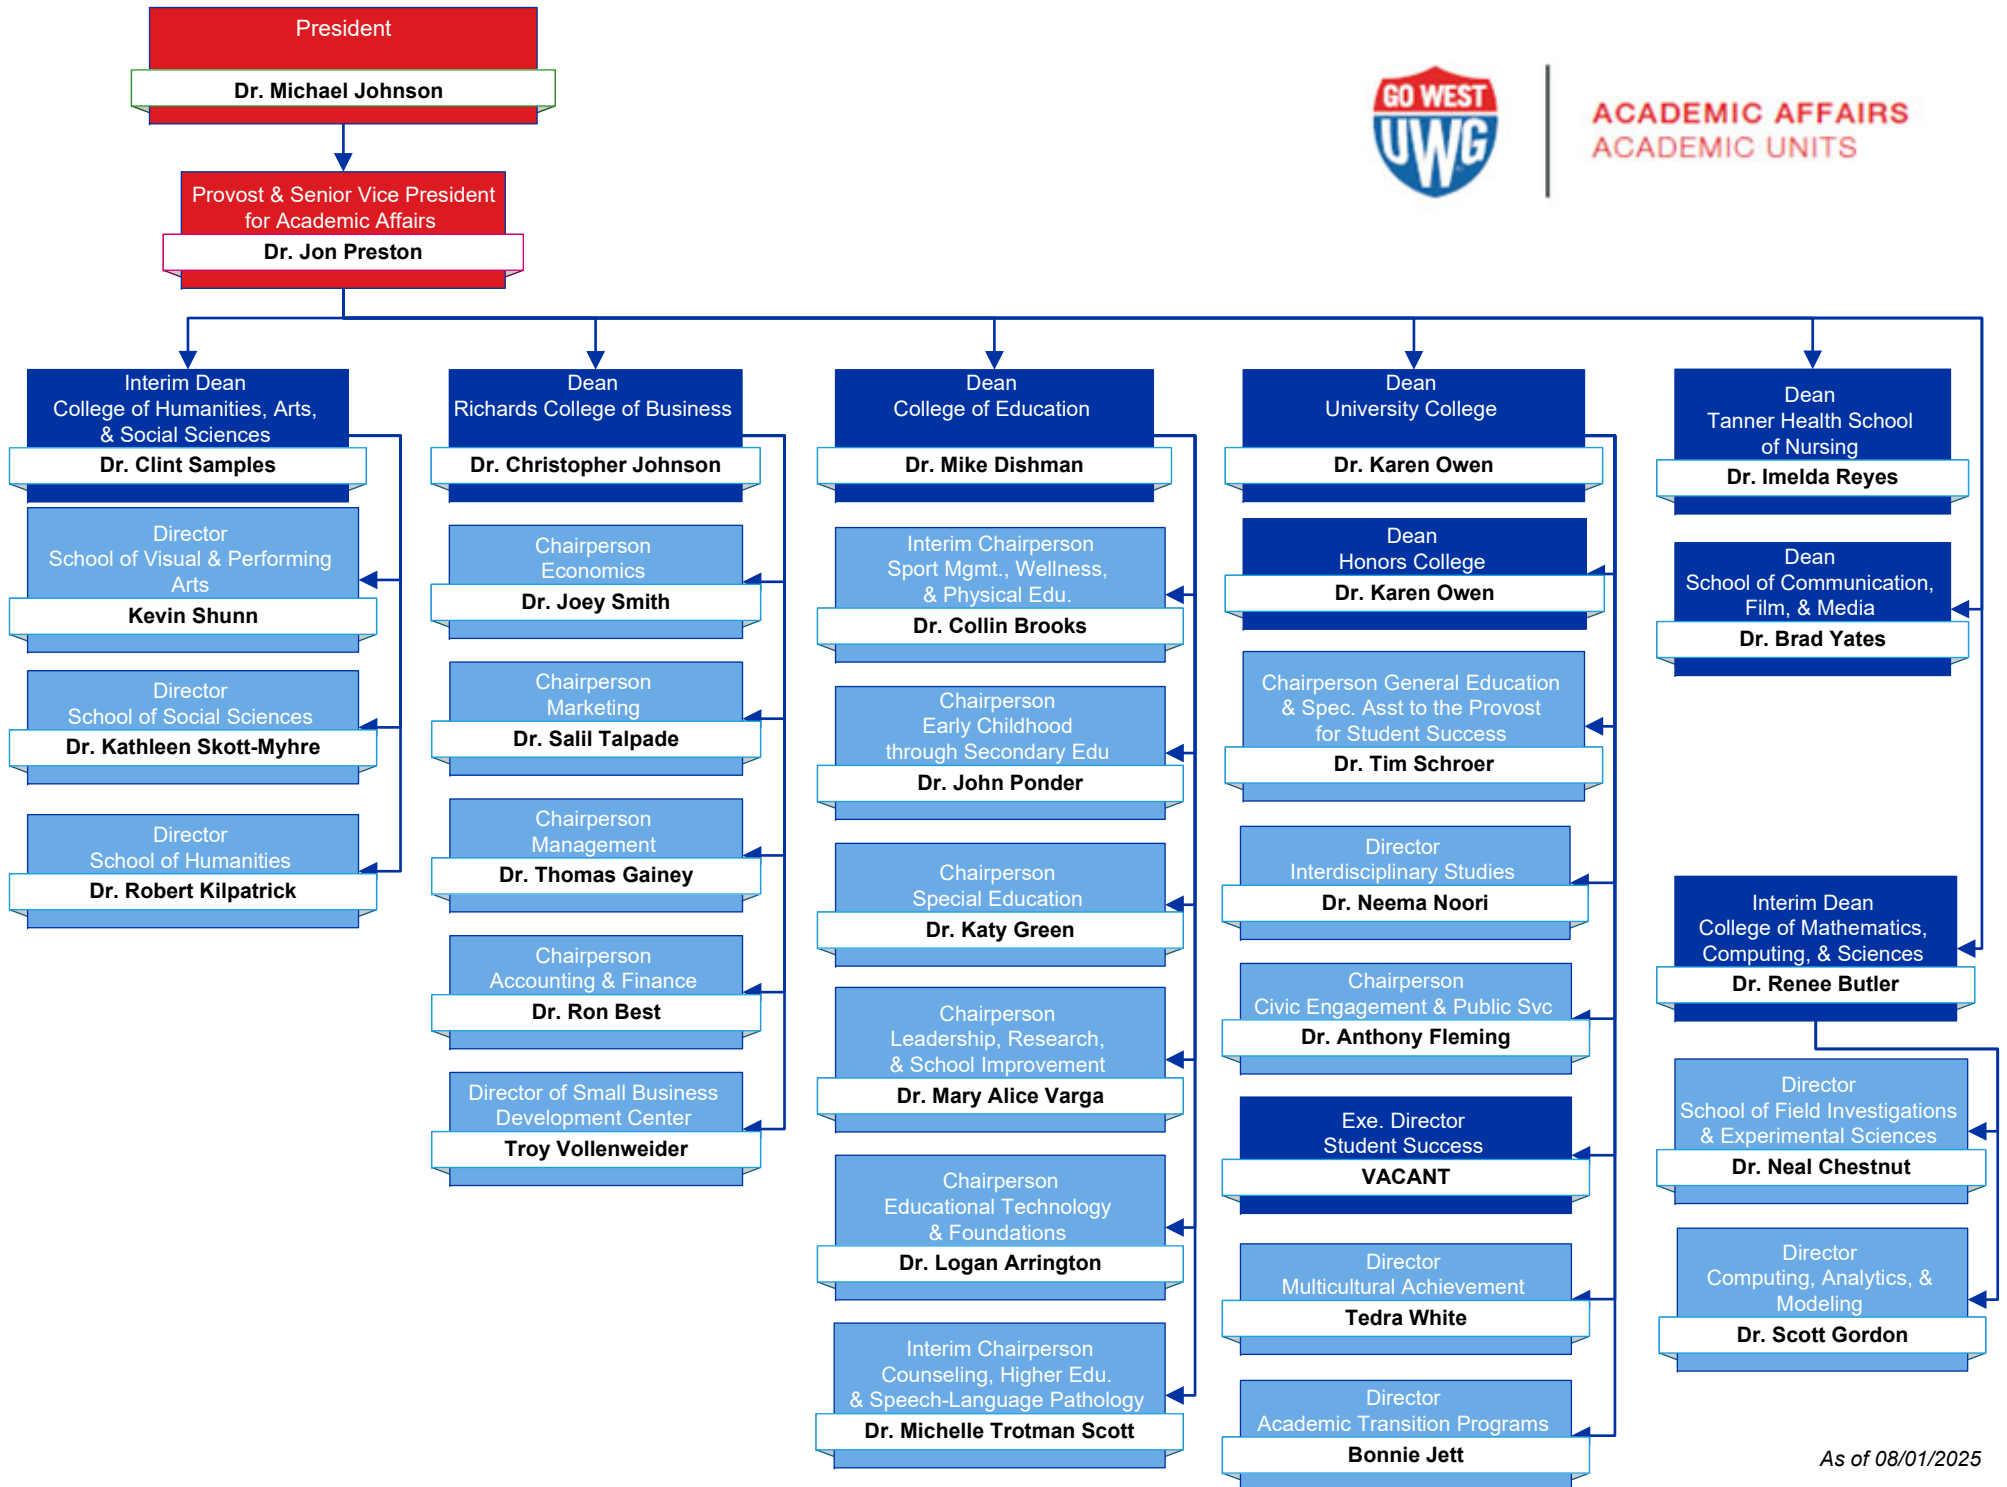 President
Dr. Michael Johnson
GO WEST
UWG
ACADEMIC AFFAIRS
ACADEMIC UNITS
Provost & Senior Vice President
for Academic Affairs
Dr. Jon Preston
Interim Dean
College of Humanities, Arts,
& Social Sciences
Dr. Clint Samples
Director
School of Visual & Performing
Arts
Kevin Shunn
Director
School of Social Sciences
Dr. Kathleen Skott-Myhre
Director
School of Humanities
Dr. Robert Kilpatrick
Dean
Richards College of Business
Dr. Christopher Johnson
Chairperson
Economics
Dr. Joey Smith
Chairperson
Marketing
Dr. Salil Talpade
Chairperson
Management
Dr. Thomas Gainey
Chairperson
Accounting & Finance
Dr. Ron Best
Director of Small Business
Development Center
Troy Vollenweider
Dean
College of Education
Dr. Mike Dishman
Interim Chairperson
Sport Mgmt., Wellness,
& Physical Edu.
Dr. Collin Brooks
Chairperson
Early Childhood
through Secondary Edu
Dr. John Ponder
Chairperson
Special Education
Dr. Katy Green
Chairperson
Leadership, Research,
& School Improvement
Dr. Mary Alice Varga
Chairperson
Educational Technology
& Foundations
Dr. Logan Arrington
Interim Chairperson
Counseling, Higher Edu.
& Speech-Language Pathology
Dr. Michelle Trotman Scott
Dean
University College
Dr. Karen Owen
Dean
Honors College
Dr. Karen Owen
Chairperson General Education
& Spec. Asst to the Provost
for Student Success
Dr. Tim Schroer
Director
Interdisciplinary Studies
Dr. Neema Noori
Chairperson
Civic Engagement & Public Svc
Dr. Anthony Fleming
Exe. Director
Student Success
VACANT
Director
Multicultural Achievement
Tedra White
Director
Academic Transition Programs
Bonnie Jett
Dean
Tanner Health School
of Nursing
Dr. Imelda Reyes
Dean
School of Communication,
Film, & Media
Dr. Brad Yates
Interim Dean
College of Mathematics,
Computing, & Sciences
Dr. Renee Butler
Director
School of Field Investigations
& Experimental Sciences
Dr. Neal Chestnut
Director
Computing, Analytics, &
Modeling
Dr. Scott Gordon
As of 08/01/2025